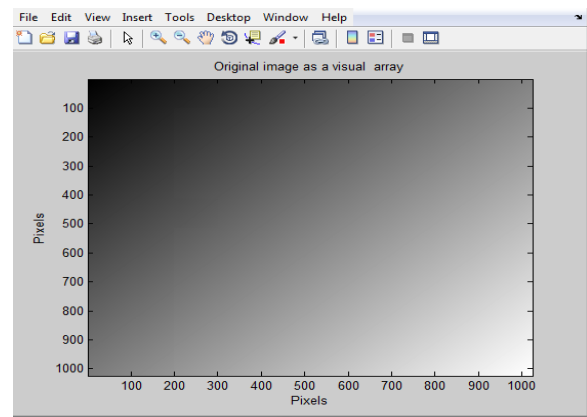 File Edit View Insert Tools Desktop Window Help
Original image as a visual array
100
200
300
400
500
600
700
800
900
1000
Pixels
100 200 300 400 500 600 700 800 900 1000
Pixels